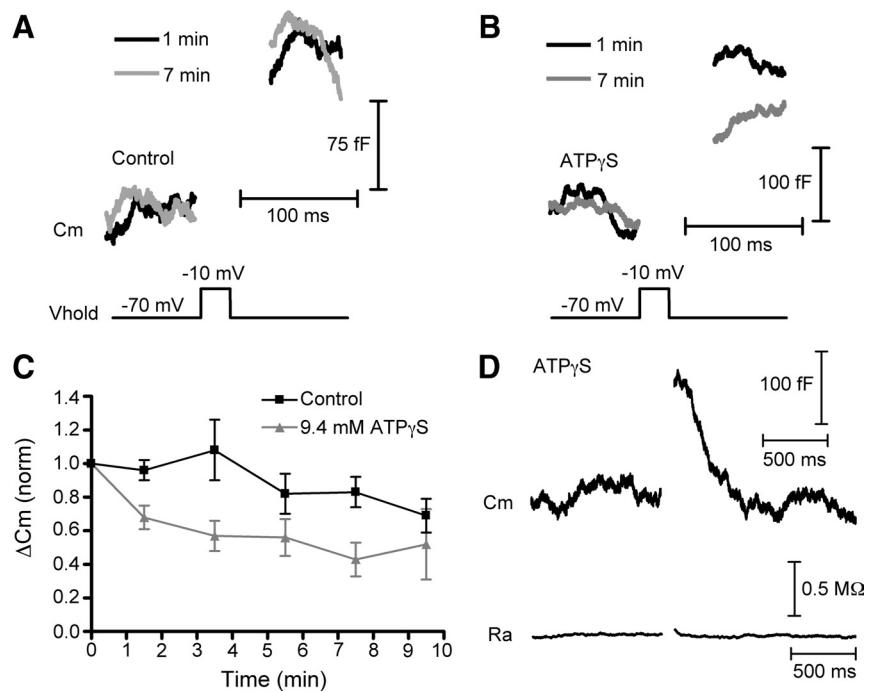 A
1 min
7 min
75 fF
Control
100 ms
Cm
-10 mV
-70 mV
Vhold
B
1 min
7 min
ATPγS
100 fF
100 ms
-10 mV
-70 mV
C
Control
9.4 mM ATPγS
1.4
1.2
1.0
0.8
0.6
0.4
0.2
0.0
ΔCm (norm)
0 1 2 3 4 5 6 7 8 9 10
Time (min)
D
ATPγS
100 fF
500 ms
Cm
0.5 MΩ
Ra
500 ms